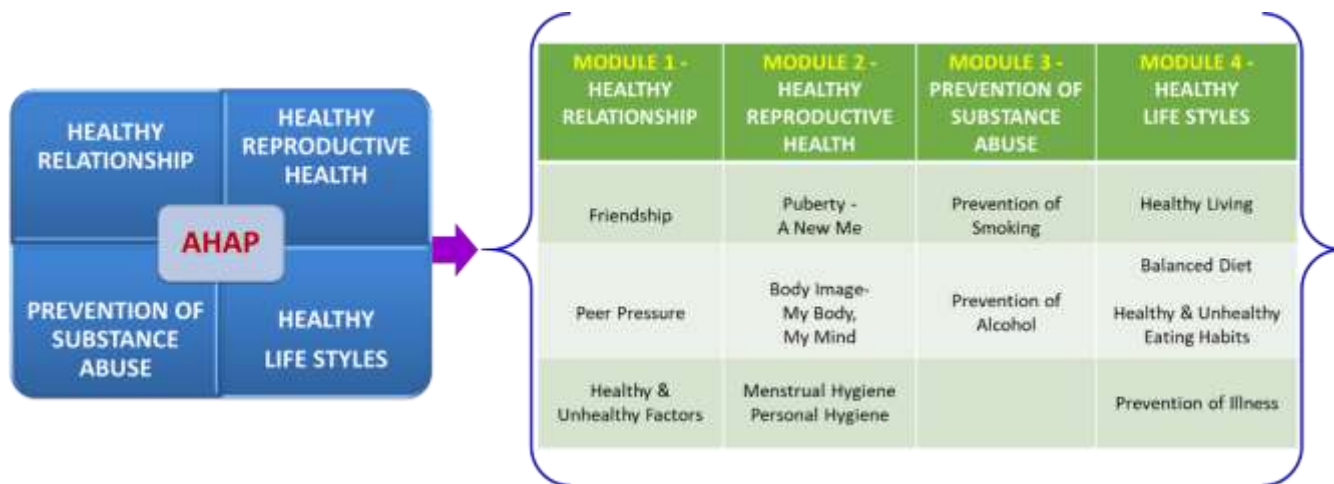 HEALTHY
RELATIONSHIP
HEALTHY
REPRODUCTIVE
HEALTH
AHAP
PREVENTION OF
SUBSTANCE
ABUSE
HEALTHY
LIFE STYLES
MODULE 1 -
HEALTHY
RELATIONSHIP
MODULE 2 -
HEALTHY
REPRODUCTIVE
HEALTH
MODULE 3 -
PREVENTION OF
SUBSTANCE
ABUSE
MODULE 4 -
HEALTHY
LIFE STYLES
Friendship
Puberty -
A New Me
Prevention of
Smoking
Healthy Living
Peer Pressure
Body Image-
My Body,
My Mind
Prevention of
Alcohol
Balanced Diet
Healthy & Unhealthy
Eating Habits
Healthy &
Unhealthy Factors
Menstrual Hygiene
Personal Hygiene
Prevention of Illness